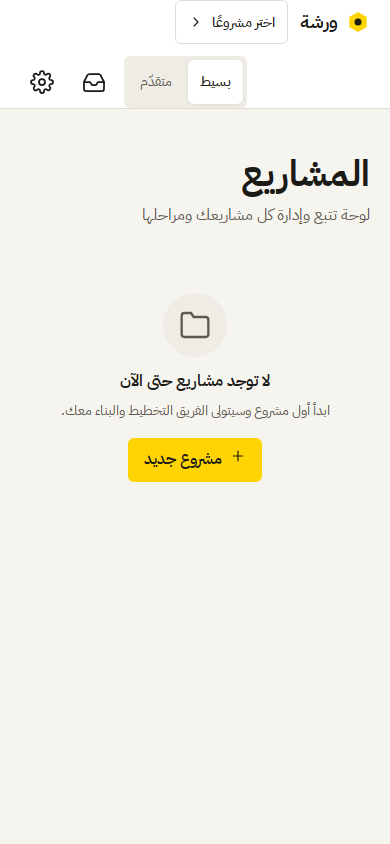 ورشة
اختر مشروعًا
بسيط
متقدّم
المشاريع
لوحة تتبع وإدارة كل مشاريعك ومراحلها
لا توجد مشاريع حتى الآن
ابدأ أول مشروع وسيتولى الفريق التخطيط والبناء معك.
مشروع جديد